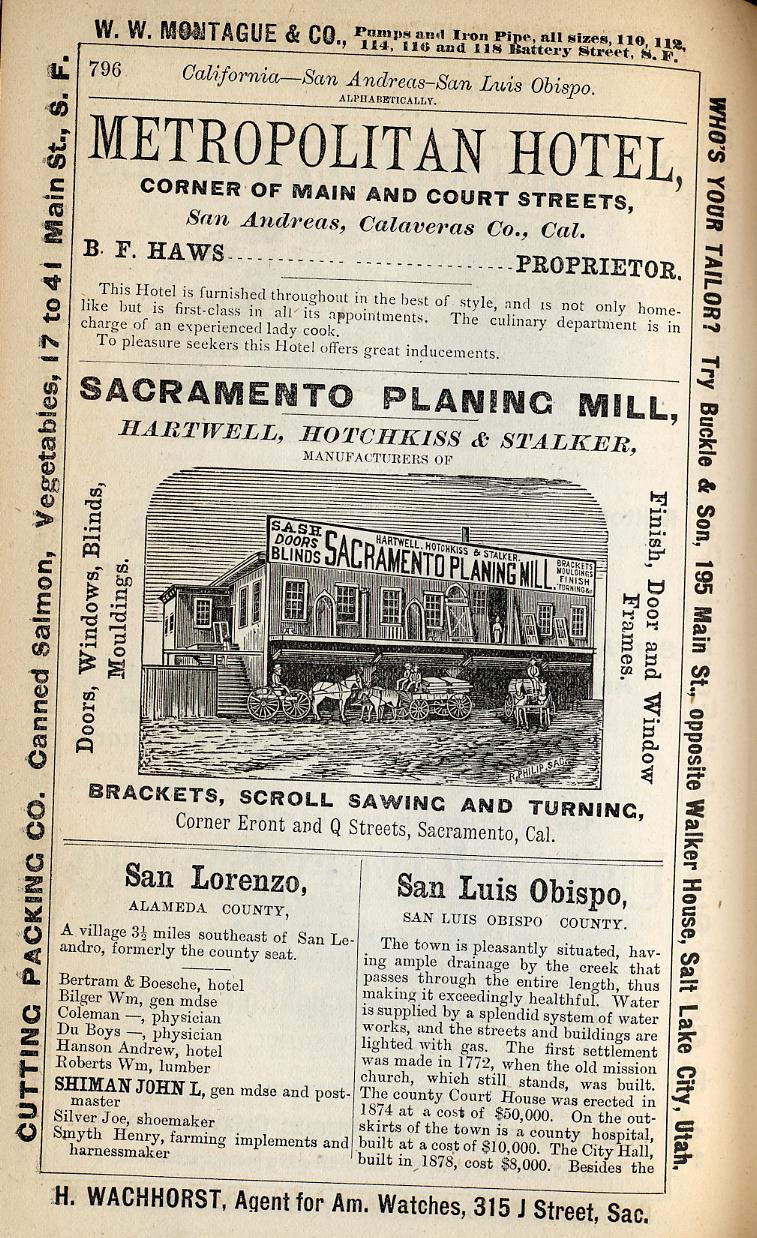 W. W. MONTAGUE & CO., Pumps and Iron Pipe, all sizes, 110, 112,
114, 116 and 118 Battery Street, S. F.
796 California—San Andreas–San Luis Obispo.
ALPHABETICALLY.
METROPOLITAN HOTEL,
CORNER OF MAIN AND COURT STREETS,
San Andreas, Calaveras Co., Cal.
B. F. HAWS.......... ....................PROPRIETOR.
This Hotel is furnished throughout in the best of style, and is not only home-
like but is first-class in all its appointments. The culinary department is in
charge of an experienced lady cook.
To pleasure seekers this Hotel offers great inducements.
SACRAMENTO PLANING MILL,
HARTWELL, HOTCHKISS & STALKER,
MANUFACTURERS OF
Doors, Windows, Blinds,
Mouldings.
SASH
DOORS
BLINDS
HARTWELL, HOTCHKISS & STALKER.
SACRAMENTO PLANING MILL.
BRACKETS
MOULDINGS
FINISH
TURNING &c
R. PHILIP, SAC.
Finish, Door and Window
Frames.
BRACKETS, SCROLL SAWING AND TURNING,
Corner Eront and Q Streets, Sacramento, Cal.
San Lorenzo,
ALAMEDA COUNTY,
A village 3½ miles southeast of San Le-
andro, formerly the county seat.
Bertram & Boesche, hotel
Bilger Wm, gen mdse
Coleman —, physician
Du Boys —, physician
Hanson Andrew, hotel
Roberts Wm, lumber
SHIMAN JOHN L, gen mdse and post-
master
Silver Joe, shoemaker
Smyth Henry, farming implements and
harnessmaker
San Luis Obispo,
SAN LUIS OBISPO COUNTY.
The town is pleasantly situated, hav-
ing ample drainage by the creek that
passes through the entire length, thus
making it exceedingly healthful. Water
is supplied by a splendid system of water
works, and the streets and buildings are
lighted with gas. The first settlement
was made in 1772, when the old mission
church, which still stands, was built.
The county Court House was erected in
1874 at a cost of $50,000. On the out-
skirts of the town is a county hospital,
built at a cost of $10,000. The City Hall,
built in 1878, cost $8,000. Besides the
CUTTING PACKING CO. Canned Salmon, Vegetables, 17 to 41 Main St., S. F.
WHO'S YOUR TAILOR? Try Buckle & Son, 195 Main St., opposite Walker House, Salt Lake City, Utah.
H. WACHHORST, Agent for Am. Watches, 315 J Street, Sac.